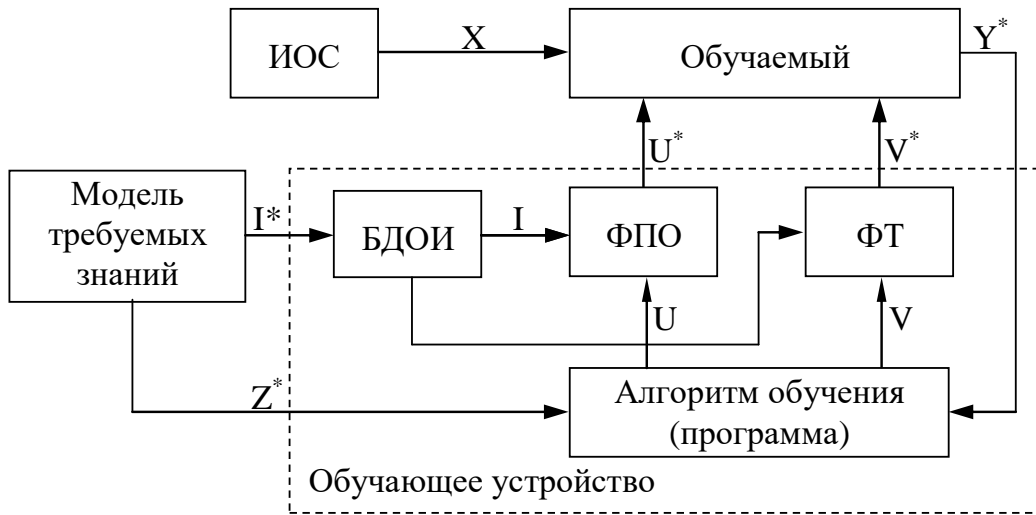 ИОС
X
Обучаемый
Y*
U*
V*
Модель
требуемых
знаний
I*
БДОИ
I
ФПО
ФТ
U
V
Z*
Алгоритм обучения
(программа)
Обучающее устройство